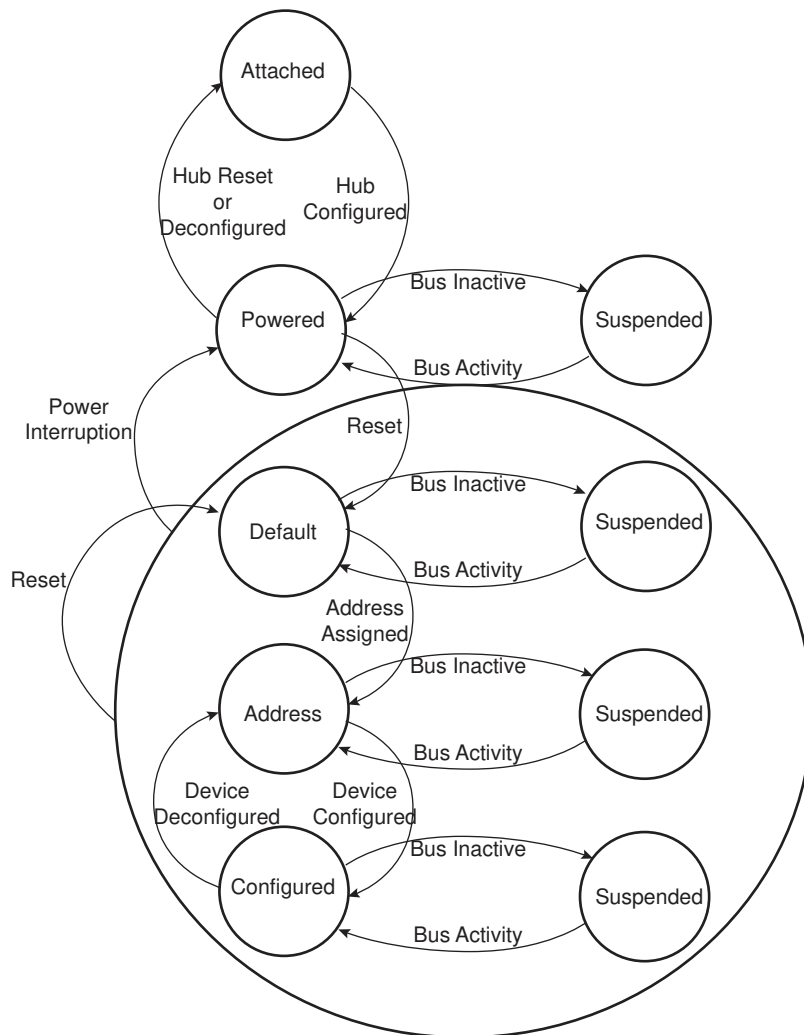 Attached
Hub Reset
or
Deconfigured
Hub
Configured
Powered
Bus Inactive
Suspended
Bus Activity
Power
Interruption
Reset
Default
Bus Inactive
Suspended
Bus Activity
Reset
Address
Assigned
Address
Bus Inactive
Suspended
Bus Activity
Device
Deconfigured
Device
Configured
Configured
Bus Inactive
Suspended
Bus Activity